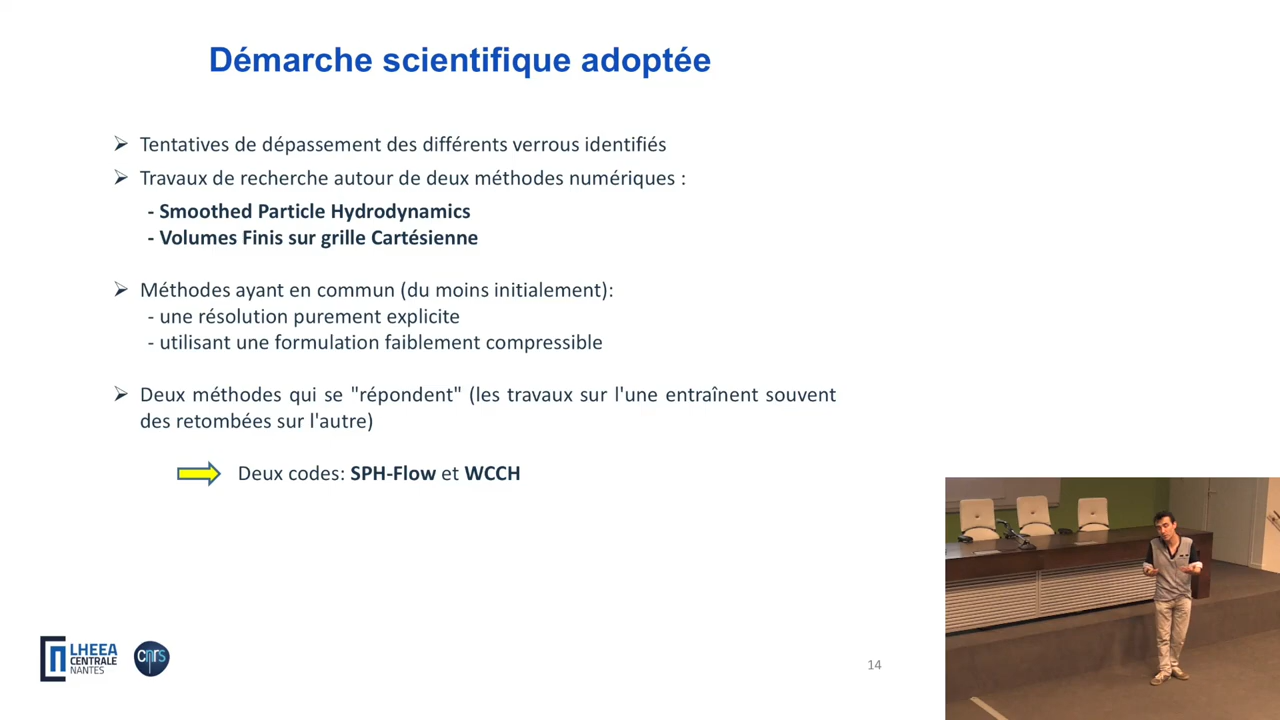 Démarche scientifique adoptée
➢ Tentatives de dépassement des différents verrous identifiés
➢ Travaux de recherche autour de deux méthodes numériques :
- Smoothed Particle Hydrodynamics
- Volumes Finis sur grille Cartésienne
➢ Méthodes ayant en commun (du moins initialement):
- une résolution purement explicite
- utilisant une formulation faiblement compressible
➢ Deux méthodes qui se "répondent" (les travaux sur l'une entraînent souvent
des retombées sur l'autre)
Deux codes: SPH-Flow et WCCH
LHEEA
CENTRALE
NANTES
cnrs
14